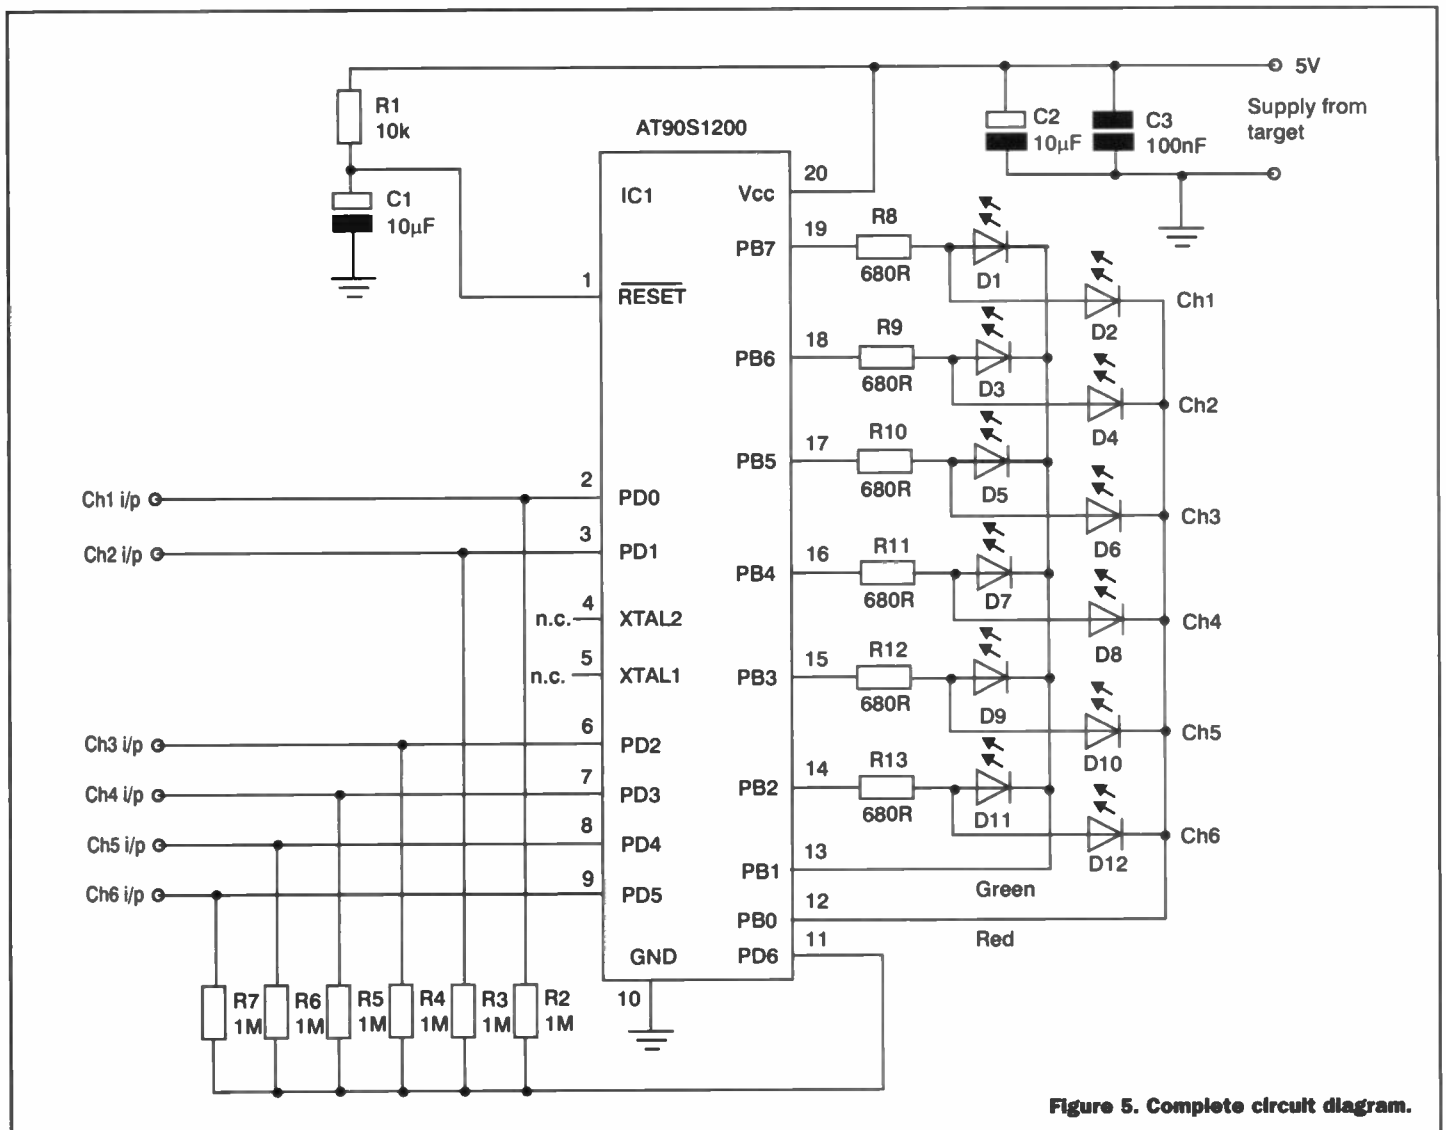 5V
Supply from
target
R1
10k
C1
10µF
C2
10µF
C3
100nF
AT90S1200
IC1
1
RESET
2
PD0
3
PD1
4
XTAL2
5
XTAL1
6
PD2
7
PD3
8
PD4
9
PD5
GND
10
20
Vcc
19
PB7
18
PB6
17
PB5
16
PB4
15
PB3
14
PB2
13
PB1
12
PB0
11
PD6
Ch1 i/p
Ch2 i/p
n.c.
n.c.
Ch3 i/p
Ch4 i/p
Ch5 i/p
Ch6 i/p
R7
1M
R6
1M
R5
1M
R4
1M
R3
1M
R2
1M
R8
680R
D1
D2
Ch1
R9
680R
D3
D4
Ch2
R10
680R
D5
D6
Ch3
R11
680R
D7
D8
Ch4
R12
680R
D9
D10
Ch5
R13
680R
D11
D12
Ch6
Green
Red
Figure 5. Complete circuit diagram.